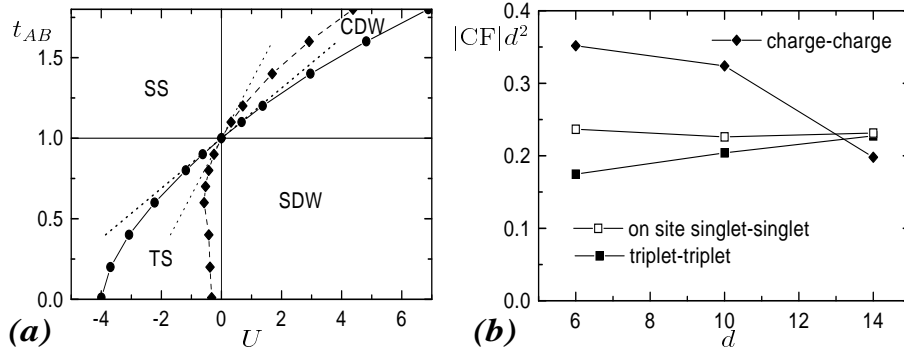 t_{AB}
1.5
1.0
0.5
0.0
-4 -2 0 2 4 6
U
SS
CDW
TS
SDW
(a)
|CF|d^2
0.4
0.3
0.2
0.1
0.0
6 8 10 12 14
d
charge-charge
on site singlet-singlet
triplet-triplet
(b)